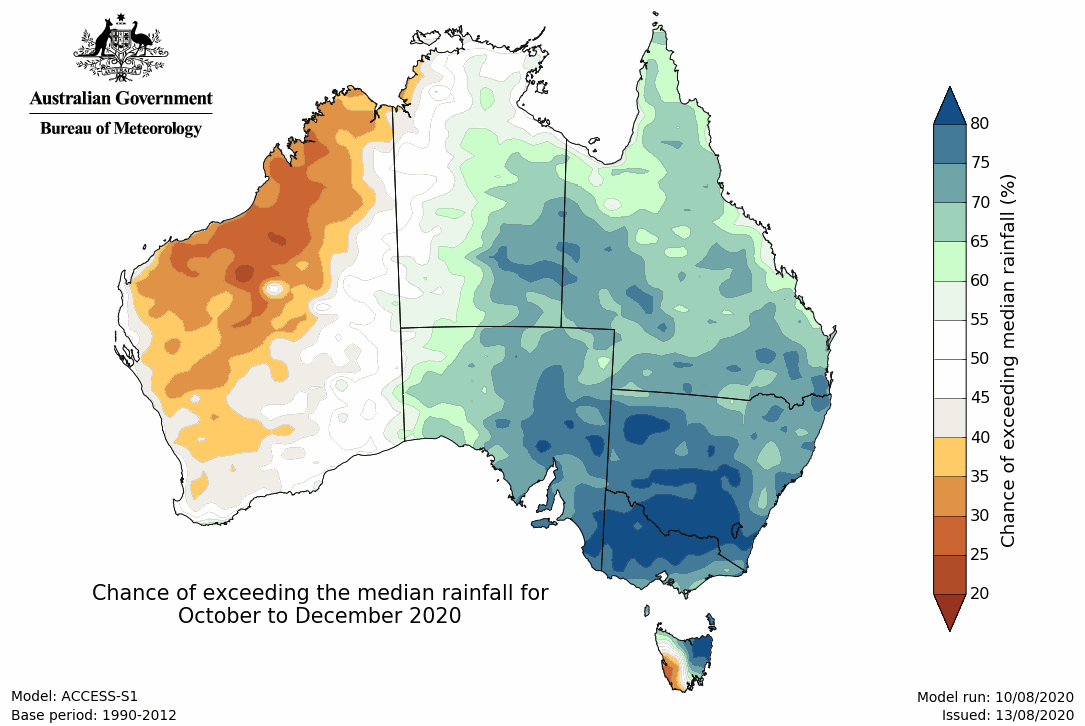 Australian Government
Bureau of Meteorology
80
75
70
65
60
55
50
45
40
35
30
25
20
Chance of exceeding median rainfall (%)
Chance of exceeding the median rainfall for
October to December 2020
Model: ACCESS-S1
Base period: 1990-2012
Model run: 10/08/2020
Issued: 13/08/2020